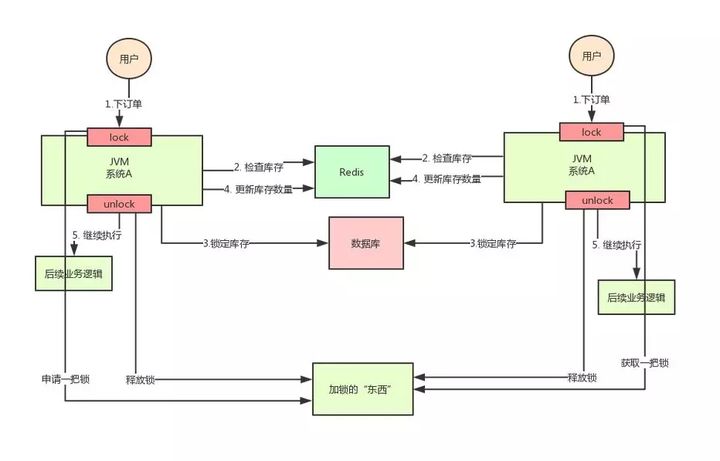 用户
用户
1.下订单
1.下订单
lock
lock
JVM
系统A
JVM
系统A
2. 检查库存
2. 检查库存
Redis
4. 更新库存数量
4. 更新库存数量
unlock
unlock
5. 继续执行
5. 继续执行
3.锁定库存
3.锁定库存
数据库
后续业务逻辑
后续业务逻辑
申请一把锁
释放锁
加锁的“东西”
释放锁
获取一把锁